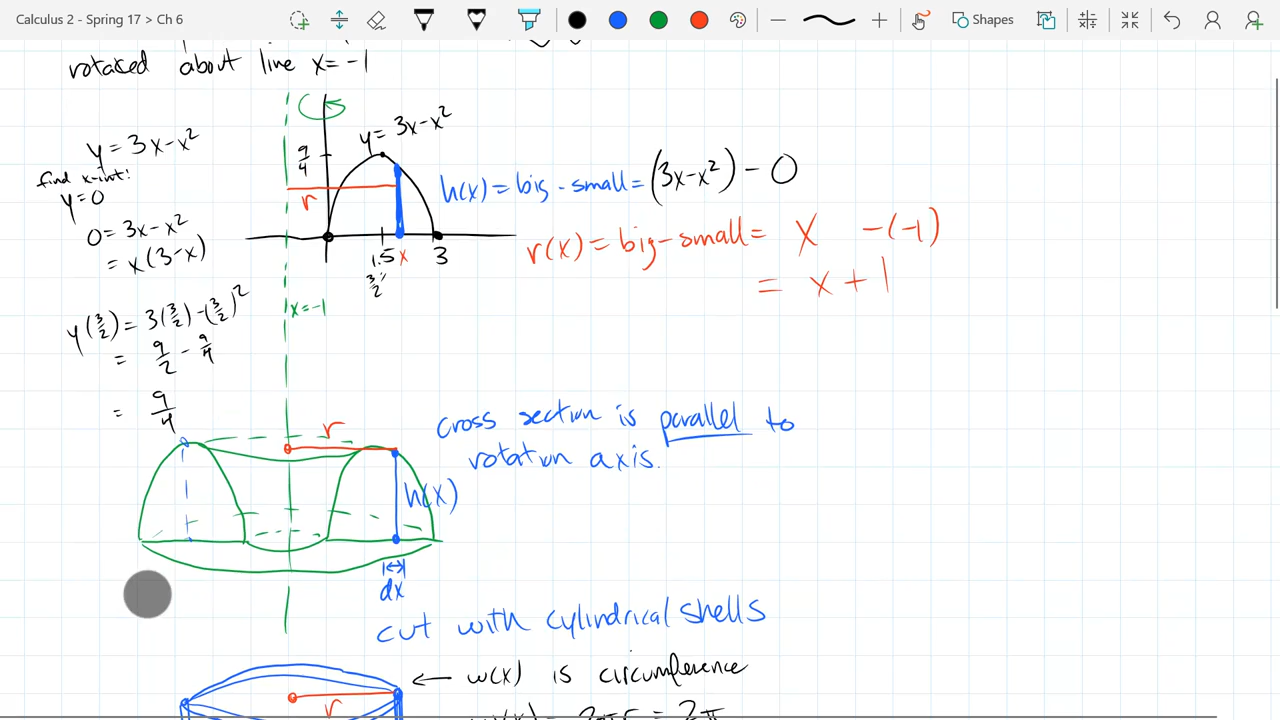 Calculus 2 - Spring 17 > Ch 6
Shapes
rotated about line x=-1
y = 3x-x²
find x-int:
y=0
0 = 3x-x²
= x(3-x)
y(3/2) = 3(3/2) - (3/2)²
= 9/2 - 9/4
= 9/4
y = 3x-x²
9/4
r
1.5 x 3
3/2
x=-1
h(x) = big - small = (3x-x²) - 0
r(x) = big - small = x -(-1)
= x + 1
cross section is parallel to
rotation axis.
r
h(x)
dx
cut with cylindrical shells
r
← w(x) is circumference
w(x) = 2πr = 2π